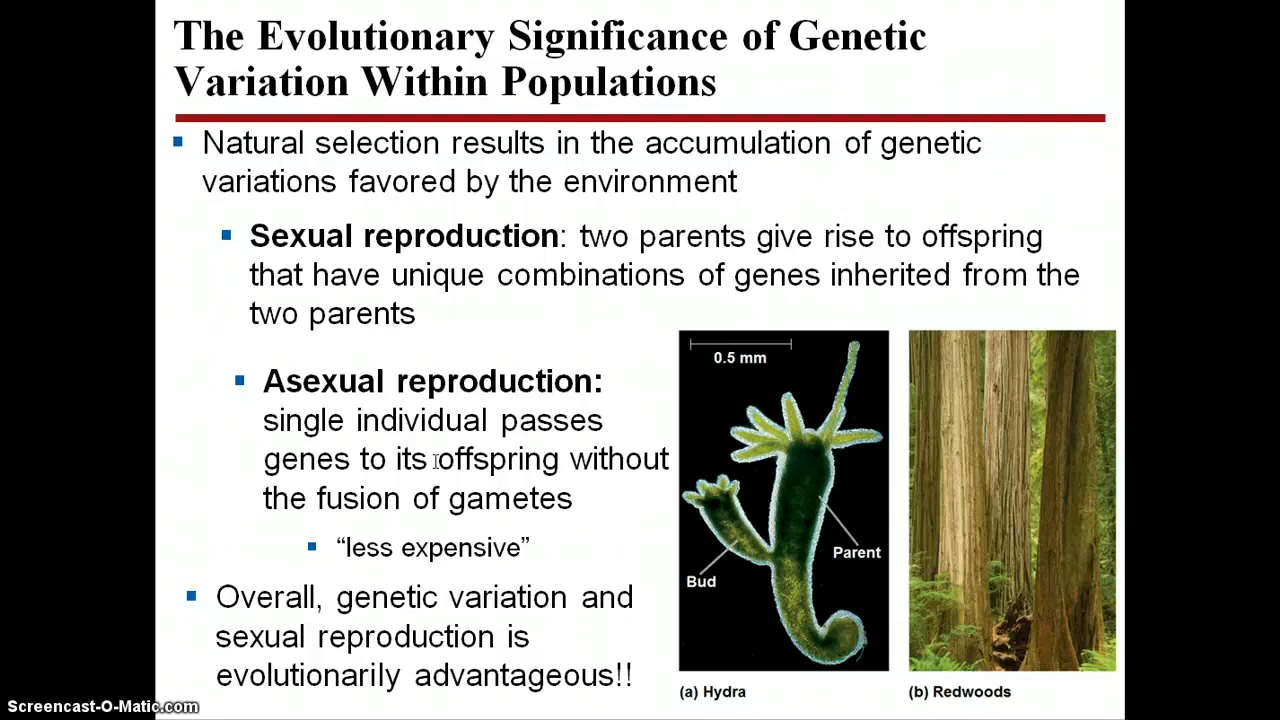 The Evolutionary Significance of Genetic
Variation Within Populations
Natural selection results in the accumulation of genetic
variations favored by the environment
Sexual reproduction: two parents give rise to offspring
that have unique combinations of genes inherited from the
two parents
Asexual reproduction:
single individual passes
genes to its offspring without
the fusion of gametes
“less expensive”
Overall, genetic variation and
sexual reproduction is
evolutionarily advantageous!!
0.5 mm
Parent
Bud
(a) Hydra
(b) Redwoods
Screencast-O-Matic.com